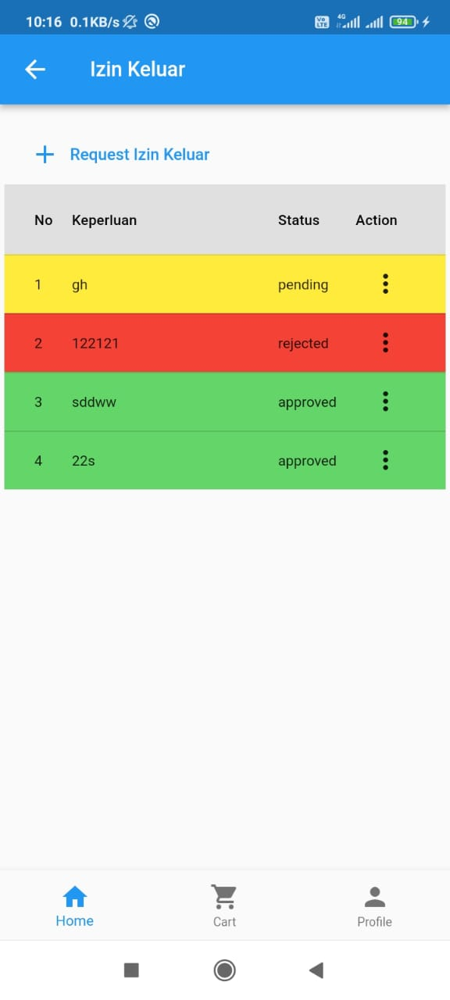 10:16 0.1KB/s Vo LTE 4G 94
Izin Keluar
Request Izin Keluar
No Keperluan Status Action
1 gh pending
2 122121 rejected
3 sddww approved
4 22s approved
Home Cart Profile